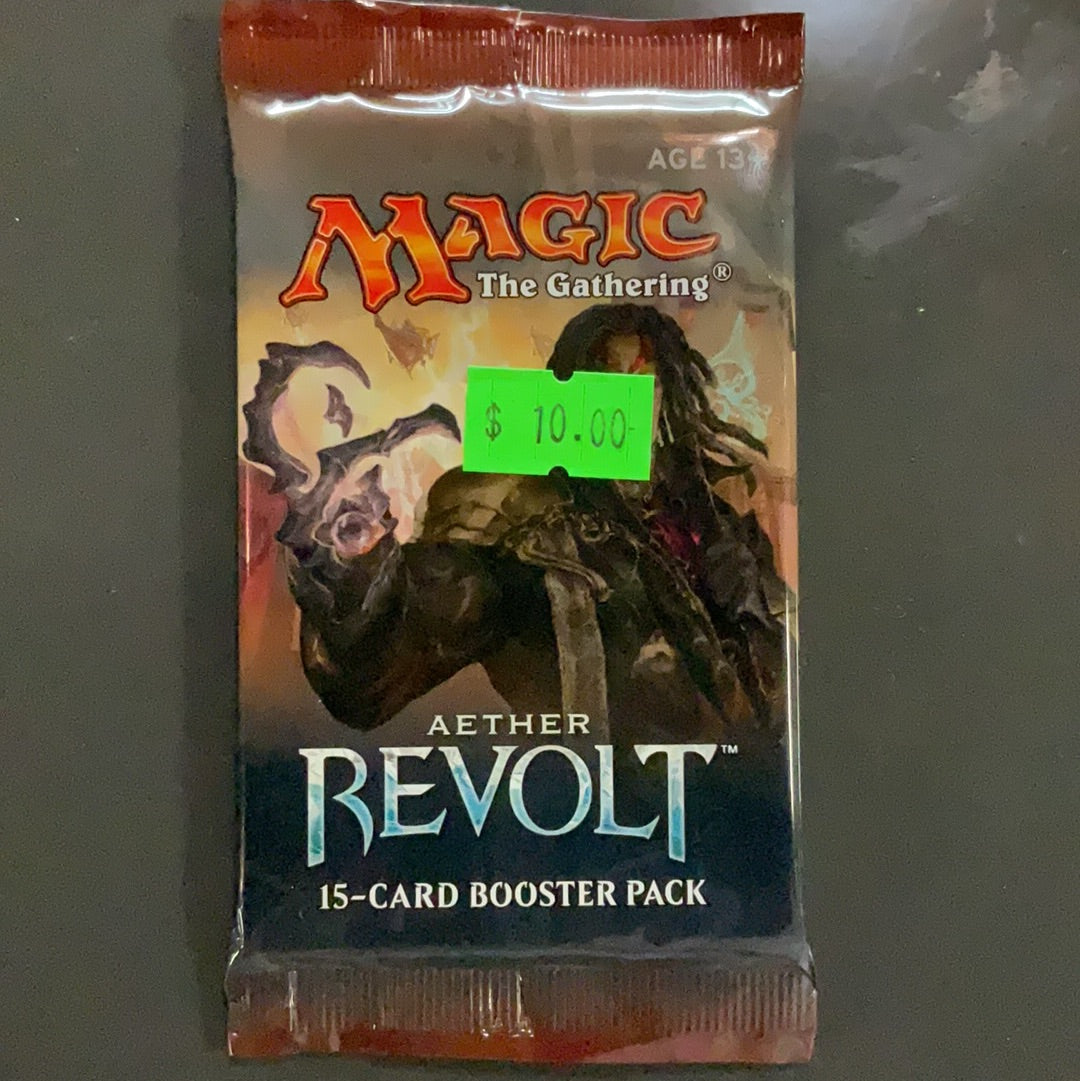 AGE 13+
MAGIC
The Gathering®
$ 10.00
AETHER
REVOLT™
15-CARD BOOSTER PACK